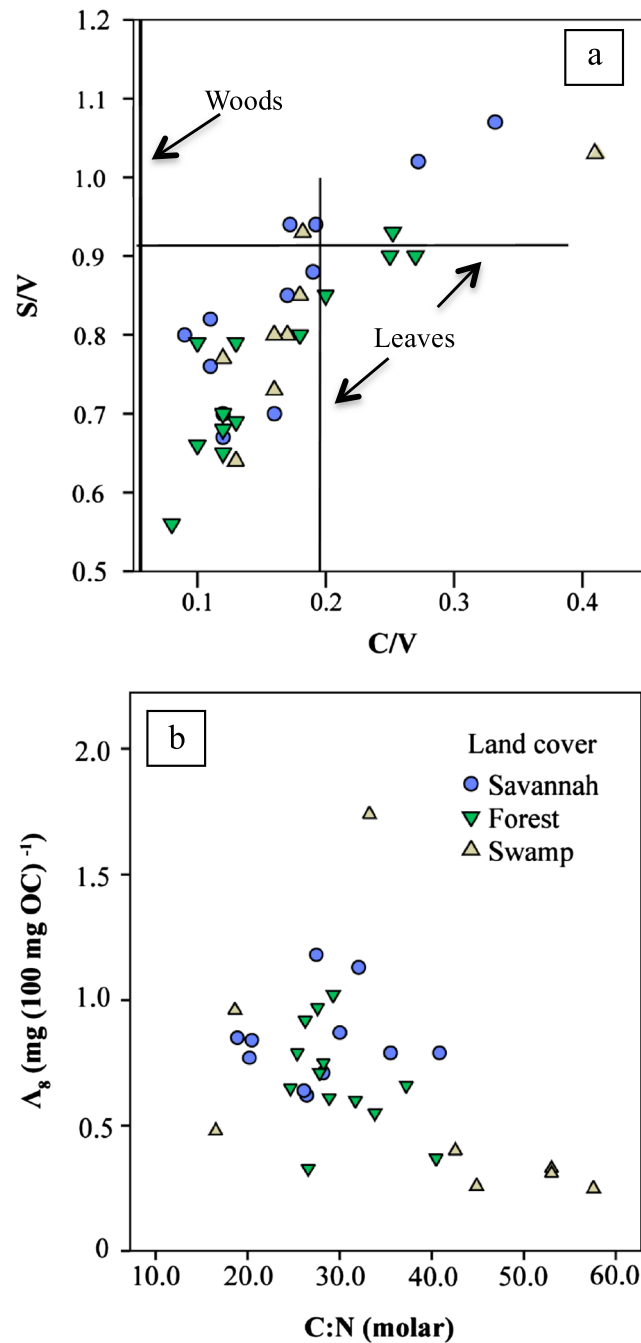 1.2
a
Woods
1.1
1.0
0.9
S/V
Leaves
0.8
0.7
0.6
0.5
0.1
0.2
0.3
0.4
C/V
b
Land cover
2.0
Savannah
Forest
Swamp
1.5
Λ8 (mg (100 mg OC) -1)
1.0
0.5
0
10.0
20.0
30.0
40.0
50.0
60.0
C:N (molar)